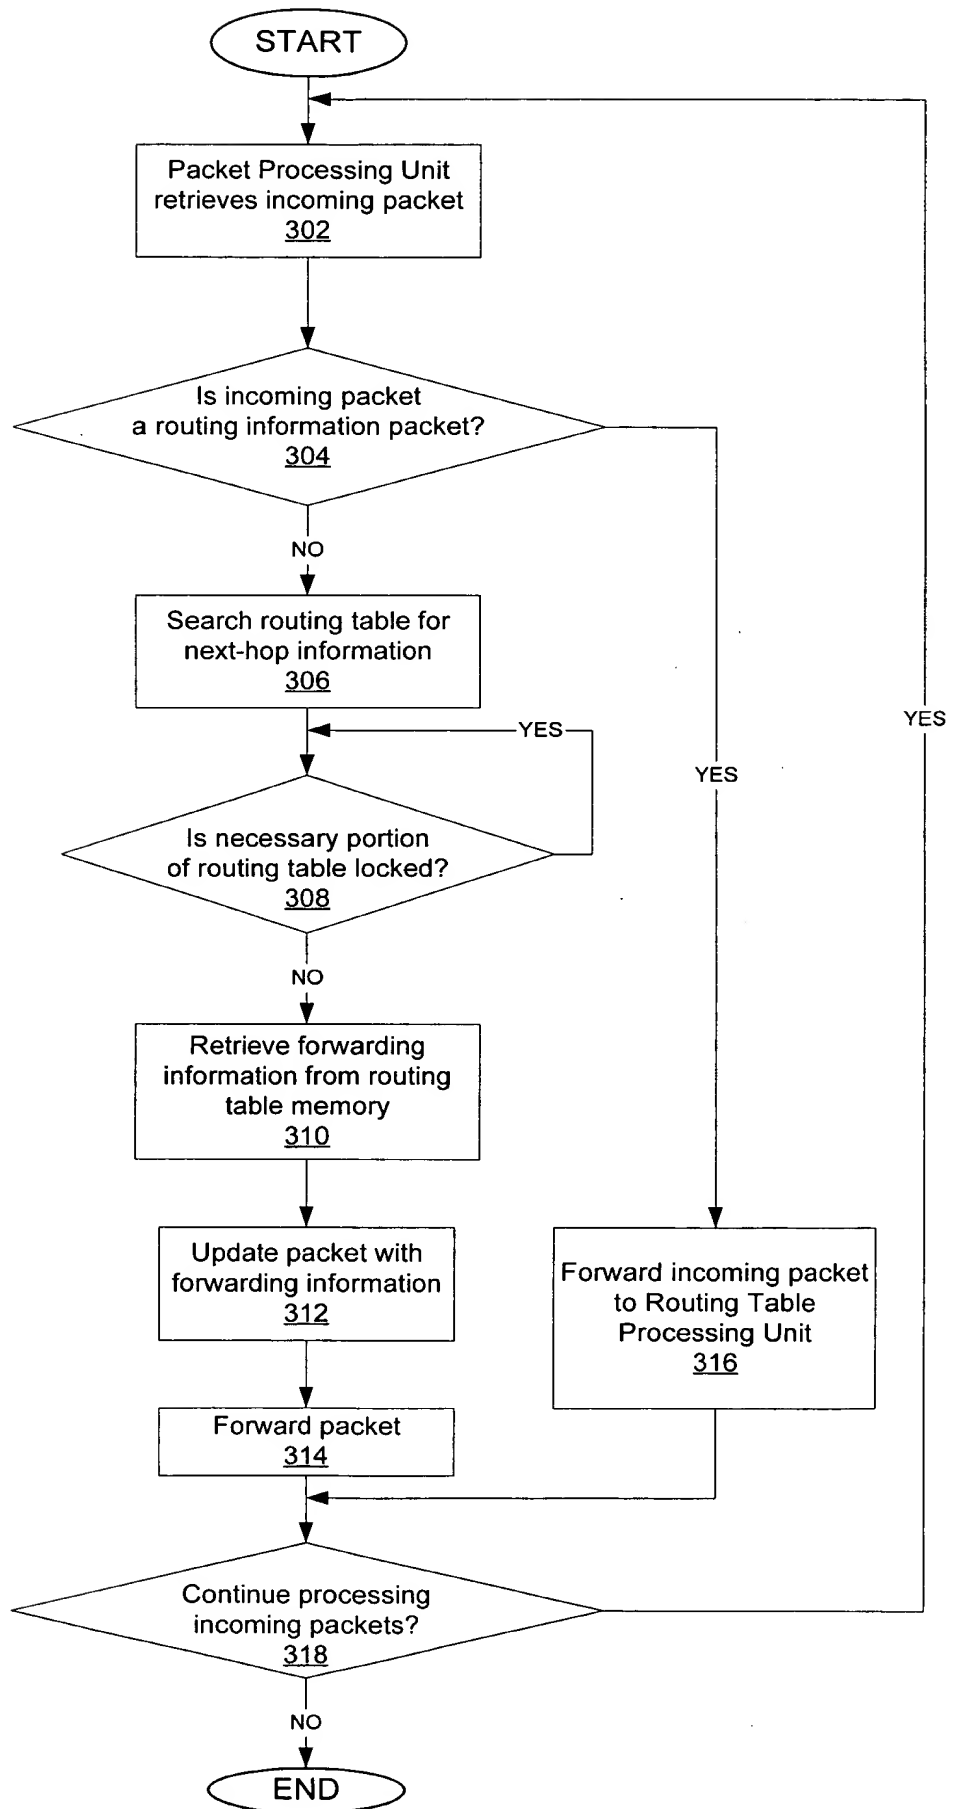 START
Packet Processing Unit
retrieves incoming packet
302
Is incoming packet
a routing information packet?
304
NO
Search routing table for
next-hop information
306
YES
YES
YES
Is necessary portion
of routing table locked?
308
NO
Retrieve forwarding
information from routing
table memory
310
Update packet with
forwarding information
312
Forward incoming packet
to Routing Table
Processing Unit
316
Forward packet
314
Continue processing
incoming packets?
318
NO
END